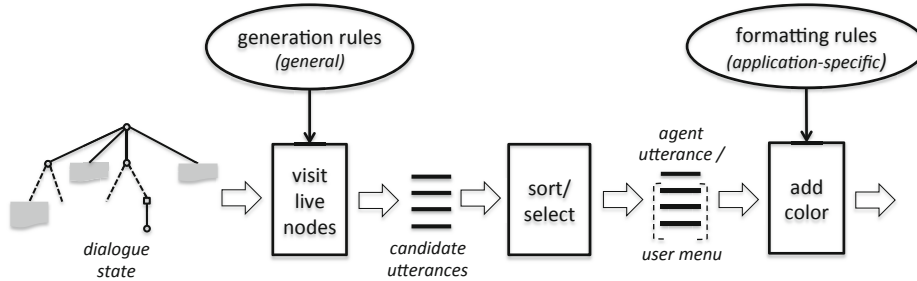 generation rules
(general)
formatting rules
(application-specific)
dialogue
state
visit
live
nodes
candidate
utterances
sort/
select
agent
utterance /
user menu
add
color